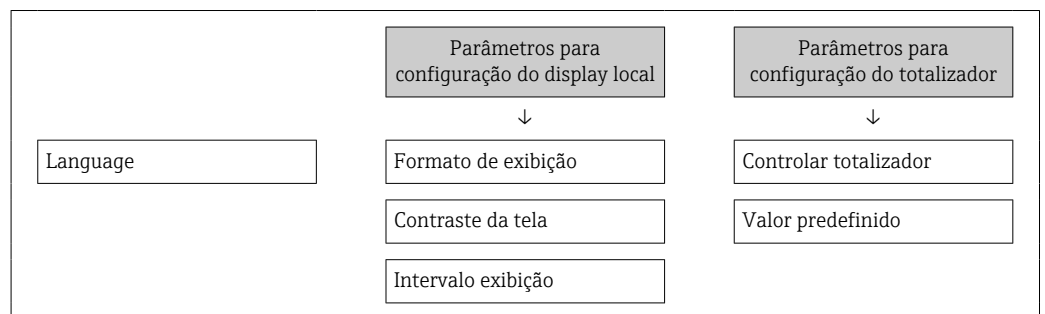 Parâmetros para
configuração do display local
Parâmetros para
configuração do totalizador
↓
↓
Language
Formato de exibição
Controlar totalizador
Contraste da tela
Valor predefinido
Intervalo exibição